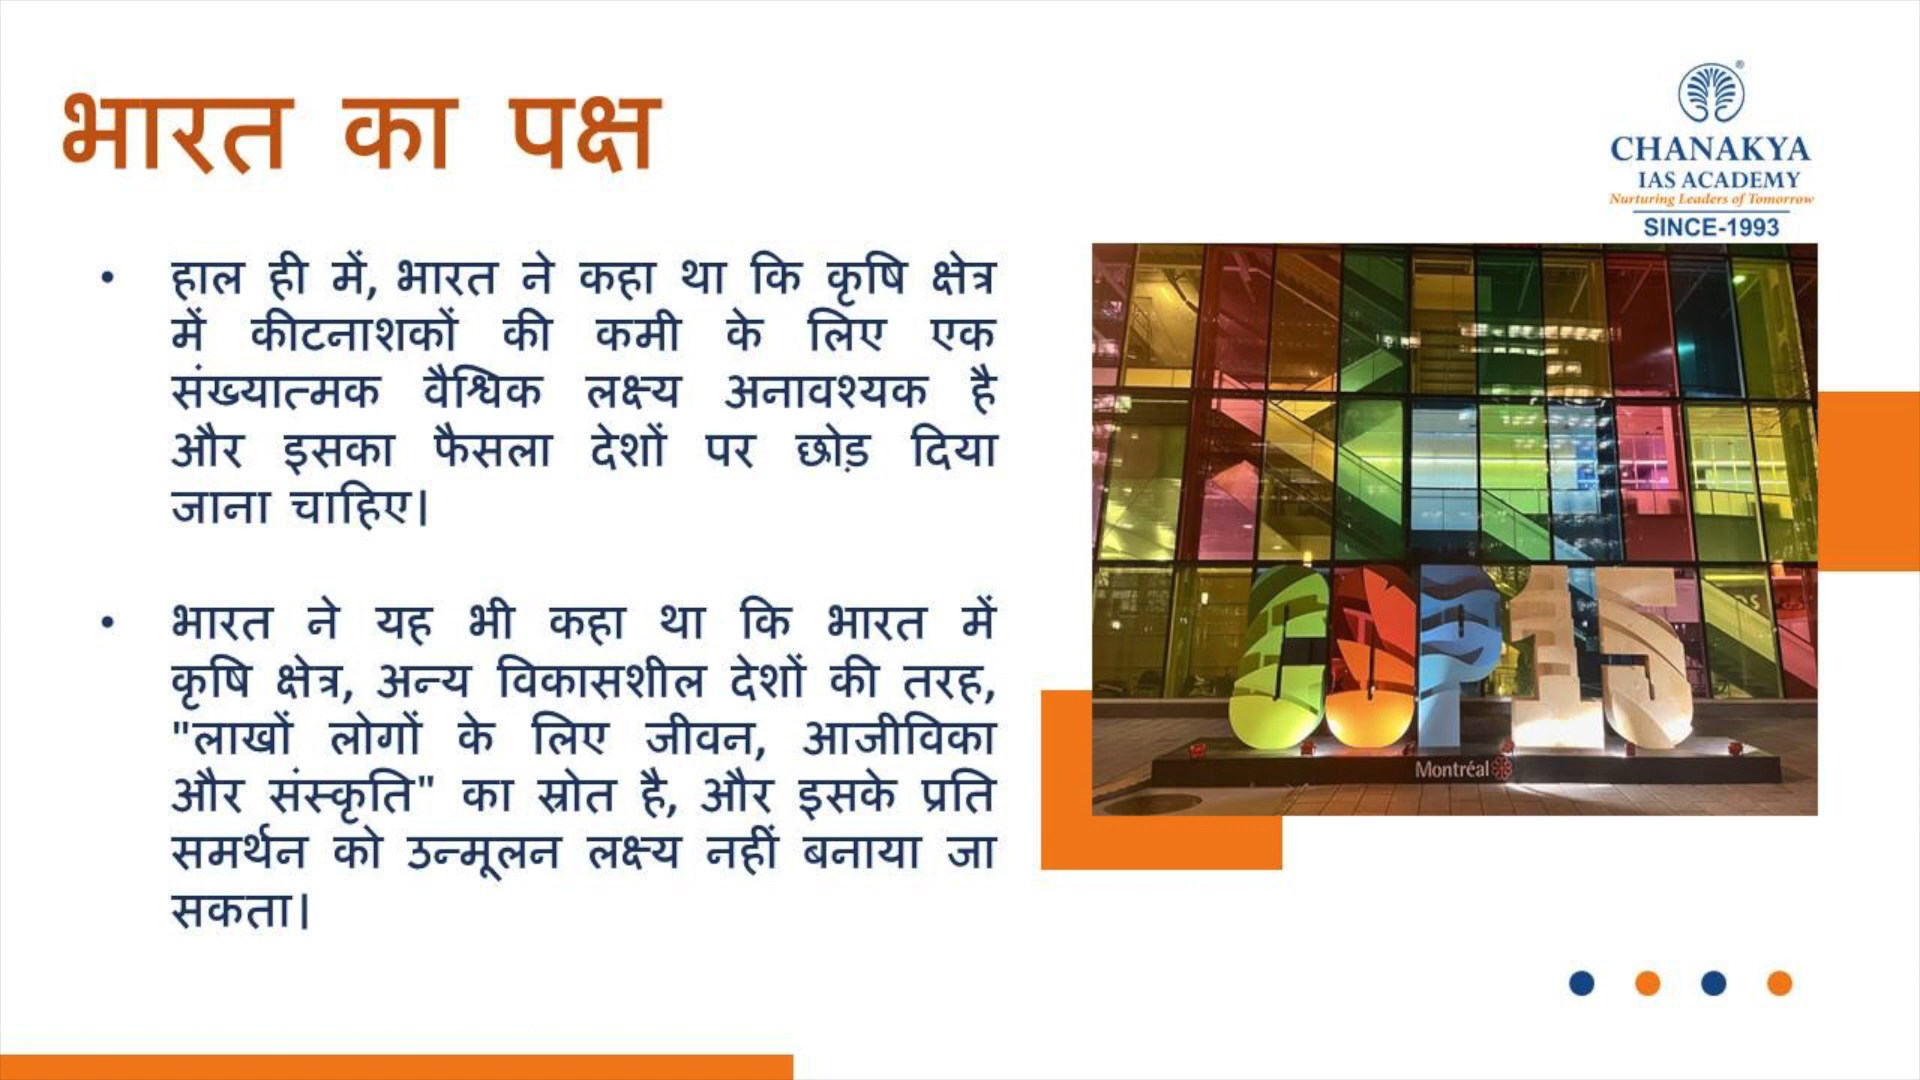 भारत का पक्ष
CHANAKYA
IAS ACADEMY
Nurturing Leaders of Tomorrow
SINCE-1993
• हाल ही में, भारत ने कहा था कि कृषि क्षेत्र
में कीटनाशकों की कमी के लिए एक
संख्यात्मक वैश्विक लक्ष्य अनावश्यक है
और इसका फैसला देशों पर छोड़ दिया
जाना चाहिए।
• भारत ने यह भी कहा था कि भारत में
कृषि क्षेत्र, अन्य विकासशील देशों की तरह,
"लाखों लोगों के लिए जीवन, आजीविका
और संस्कृति" का स्रोत है, और इसके प्रति
समर्थन को उन्मूलन लक्ष्य नहीं बनाया जा
सकता।
COP15
Montréal